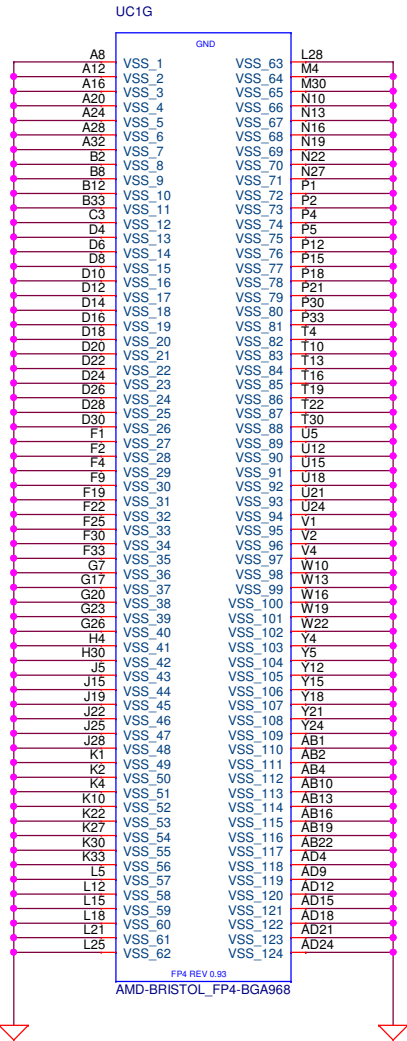 UC1G
GND
A8 VSS_1 VSS_63 L28
A12 VSS_2 VSS_64 M4
A16 VSS_3 VSS_65 M30
A20 VSS_4 VSS_66 N10
A24 VSS_5 VSS_67 N13
A28 VSS_6 VSS_68 N16
A32 VSS_7 VSS_69 N19
B2 VSS_8 VSS_70 N22
B8 VSS_9 VSS_71 N27
B12 VSS_10 VSS_72 P1
B33 VSS_11 VSS_73 P2
C3 VSS_12 VSS_74 P4
D4 VSS_13 VSS_75 P5
D6 VSS_14 VSS_76 P12
D8 VSS_15 VSS_77 P15
D10 VSS_16 VSS_78 P18
D12 VSS_17 VSS_79 P21
D14 VSS_18 VSS_80 P30
D16 VSS_19 VSS_81 P33
D18 VSS_20 VSS_82 T4
D20 VSS_21 VSS_83 T10
D22 VSS_22 VSS_84 T13
D24 VSS_23 VSS_85 T16
D26 VSS_24 VSS_86 T19
D28 VSS_25 VSS_87 T22
D30 VSS_26 VSS_88 T30
F1 VSS_27 VSS_89 U5
F2 VSS_28 VSS_90 U12
F4 VSS_29 VSS_91 U15
F9 VSS_30 VSS_92 U18
F19 VSS_31 VSS_93 U21
F22 VSS_32 VSS_94 U24
F25 VSS_33 VSS_95 V1
F30 VSS_34 VSS_96 V2
F33 VSS_35 VSS_97 V4
G7 VSS_36 VSS_98 W10
G17 VSS_37 VSS_99 W13
G20 VSS_38 VSS_100 W16
G23 VSS_39 VSS_101 W19
G26 VSS_40 VSS_102 W22
H4 VSS_41 VSS_103 Y4
H30 VSS_42 VSS_104 Y5
J5 VSS_43 VSS_105 Y12
J15 VSS_44 VSS_106 Y15
J19 VSS_45 VSS_107 Y18
J22 VSS_46 VSS_108 Y21
J25 VSS_47 VSS_109 Y24
J28 VSS_48 VSS_110 AB1
K1 VSS_49 VSS_111 AB2
K2 VSS_50 VSS_112 AB4
K4 VSS_51 VSS_113 AB10
K10 VSS_52 VSS_114 AB13
K22 VSS_53 VSS_115 AB16
K27 VSS_54 VSS_116 AB19
K30 VSS_55 VSS_117 AB22
K33 VSS_56 VSS_118 AD4
L5 VSS_57 VSS_119 AD9
L12 VSS_58 VSS_120 AD12
L15 VSS_59 VSS_121 AD15
L18 VSS_60 VSS_122 AD18
L21 VSS_61 VSS_123 AD21
L25 VSS_62 VSS_124 AD24
FP4 REV 0.93
AMD-BRISTOL_FP4-BGA968